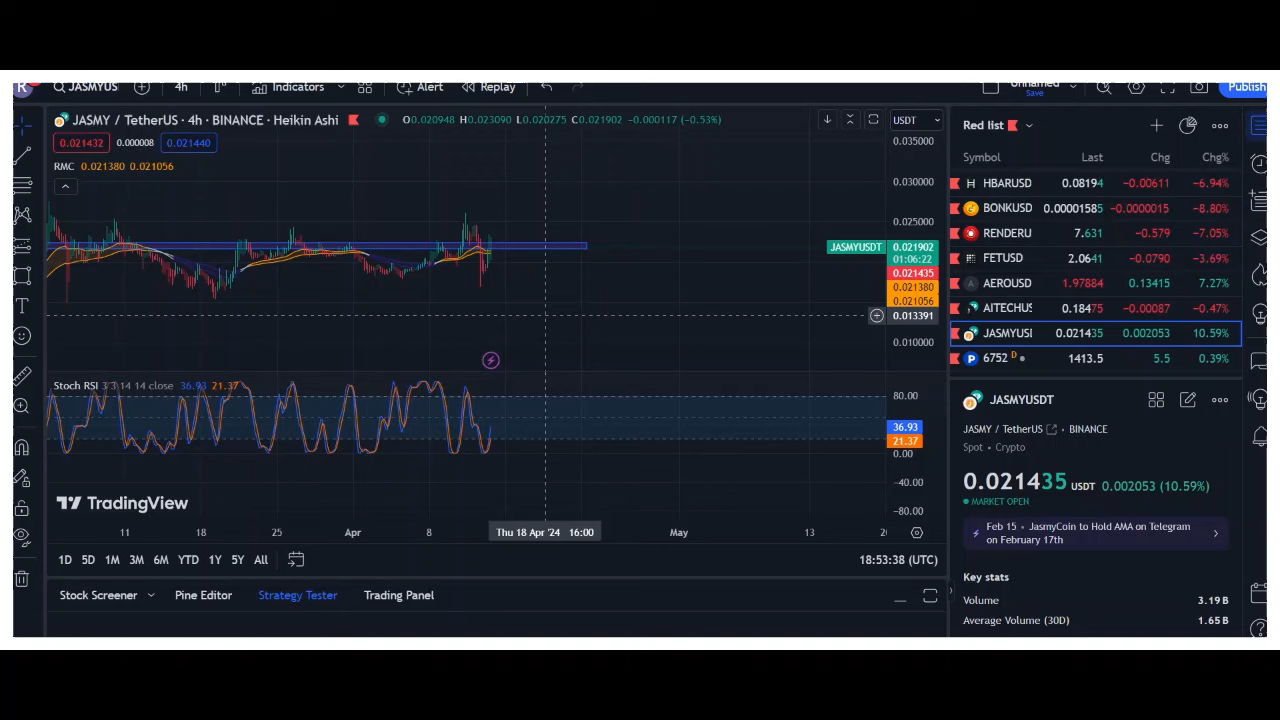 R JASMYUS 4h Indicators Alert Replay Unnamed Save Publish
JASMY / TetherUS · 4h · BINANCE · Heikin Ashi O0.020948 H0.023090 L0.020275 C0.021902 −0.000117 (−0.53%) USDT
0.021432 0.000008 0.021440
RMC 0.021380 0.021056
0.035000
0.030000
0.025000
JASMYUSDT 0.021902
01:06:22
0.021435
0.021380
0.021056
0.013391
0.010000
Stoch RSI 3 3 14 14 close 36.93 21.37
80.00
36.93
21.37
0.00
−40.00
−80.00
TradingView
11 18 25 Apr 8 Thu 18 Apr '24 16:00 May 13
1D 5D 1M 3M 6M YTD 1Y 5Y All 18:53:38 (UTC)
Stock Screener Pine Editor Strategy Tester Trading Panel
Red list
Symbol Last Chg Chg%
HBARUSD 0.08194 −0.00611 −6.94%
BONKUSD 0.00001585 −0.0000015 −8.80%
RENDERU 7.631 −0.579 −7.05%
FETUSD 2.0641 −0.0790 −3.69%
AEROUSD 1.97884 0.13415 7.27%
AITECHUS 0.18475 −0.00087 −0.47%
JASMYUSI 0.021435 0.002053 10.59%
6752 D 1413.5 5.5 0.39%
JASMYUSDT
JASMY / TetherUS · BINANCE
Spot · Crypto
0.021435 USDT 0.002053 (10.59%)
MARKET OPEN
Feb 15 · JasmyCoin to Hold AMA on Telegram
on February 17th
Key stats
Volume 3.19 B
Average Volume (30D) 1.65 B